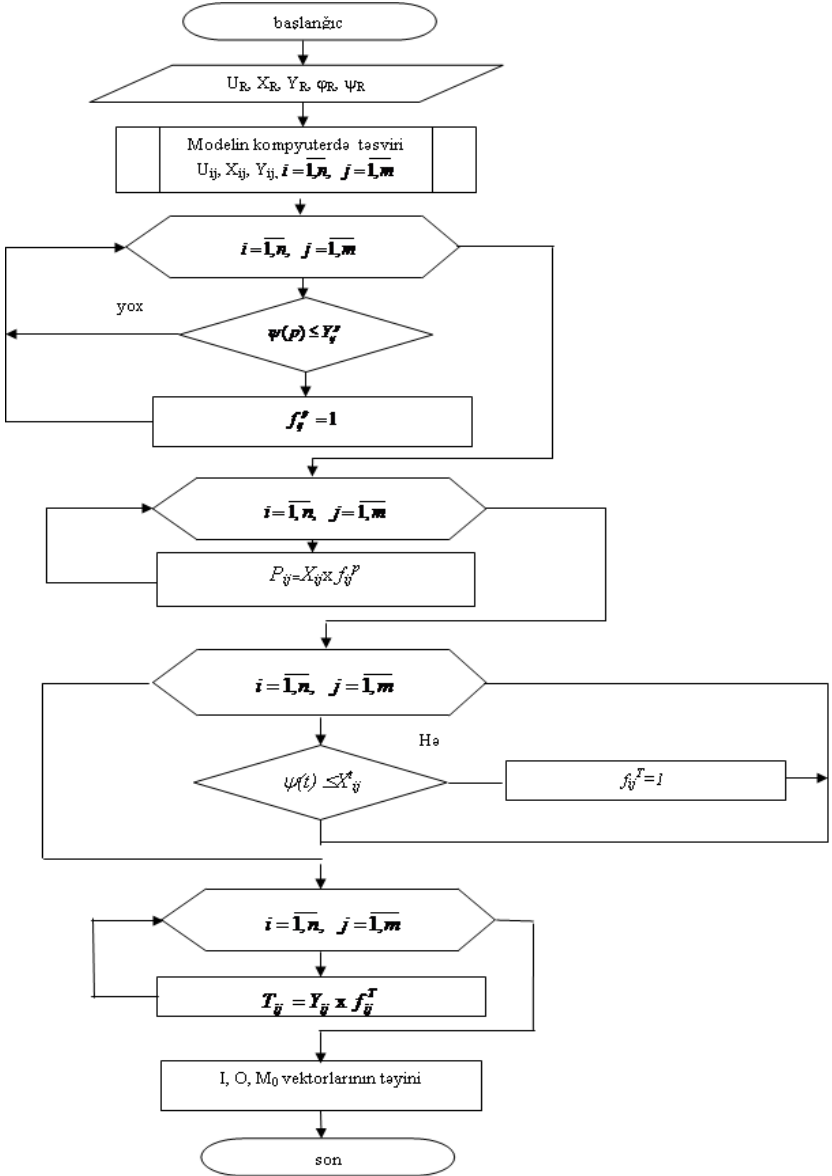 başlanğıc
U_R, X_R, Y_R, φ_R, ψ_R
Modelin kompyuterdə təsviri
U_ij, X_ij, Y_ij, i = 1,n, j = 1,m
i = 1,n, j = 1,m
yox
ψ(p) ≤ Y_ij^p
f_ij^p = 1
i = 1,n, j = 1,m
P_ij = X_ij x f_ij^p
i = 1,n, j = 1,m
Hə
ψ(t) ≤ X^t_ij
f_ij^T = 1
i = 1,n, j = 1,m
T_ij = Y_ij x f_ij^T
I, O, M_0 vektorlarının təyini
son